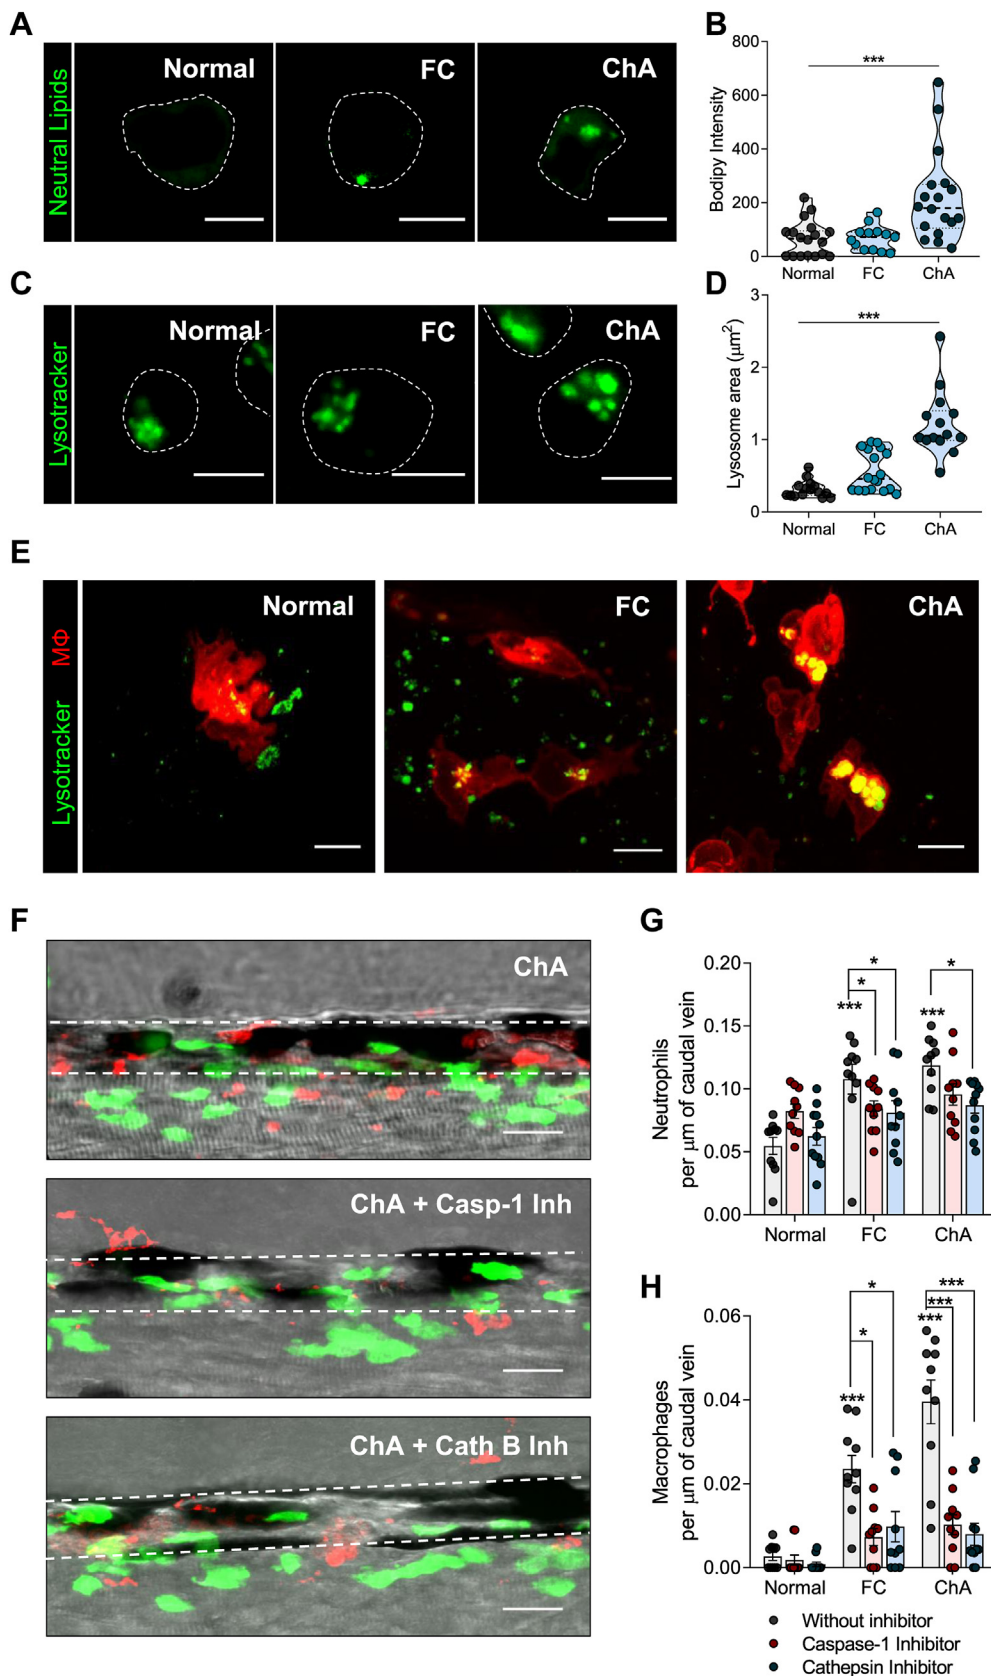 A
Neutral Lipids
Normal
FC
ChA
B
Bodipy Intensity
800
600
400
200
0
***
Normal
FC
ChA
C
Lysotracker
Normal
FC
ChA
D
Lysosome area (μm²)
3
2
1
0
***
Normal
FC
ChA
E
Lysotracker MΦ
Normal
FC
ChA
F
ChA
ChA + Casp-1 Inh
ChA + Cath B Inh
G
Neutrophils
per μm of caudal vein
0.20
0.15
0.10
0.05
0.00
*
*
***
*
***
Normal
FC
ChA
H
Macrophages
per μm of caudal vein
0.06
0.04
0.02
0.00
*
*
***
***
***
***
Normal
FC
ChA
Without inhibitor
Caspase-1 Inhibitor
Cathepsin Inhibitor